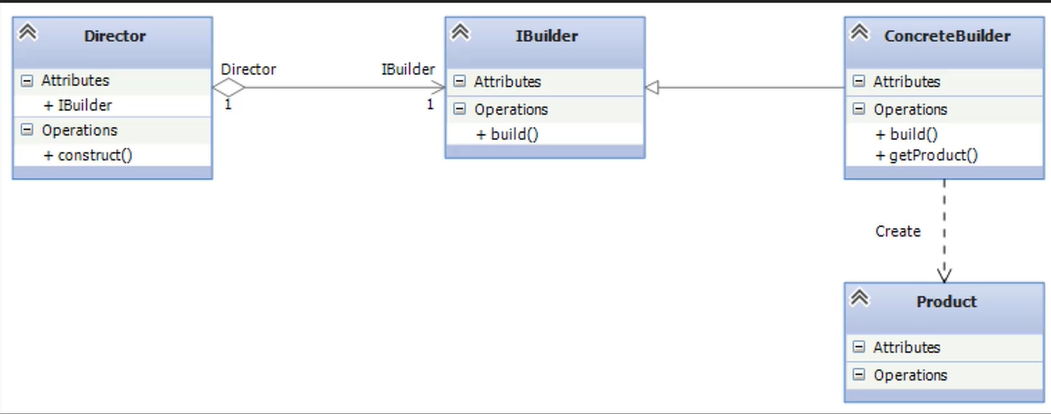 Director
Attributes
+ IBuilder
Operations
+ construct()
Director
1
IBuilder
1
IBuilder
Attributes
Operations
+ build()
ConcreteBuilder
Attributes
Operations
+ build()
+ getProduct()
Create
Product
Attributes
Operations